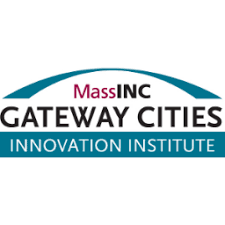 MassINC
GATEWAY CITIES
INNOVATION INSTITUTE